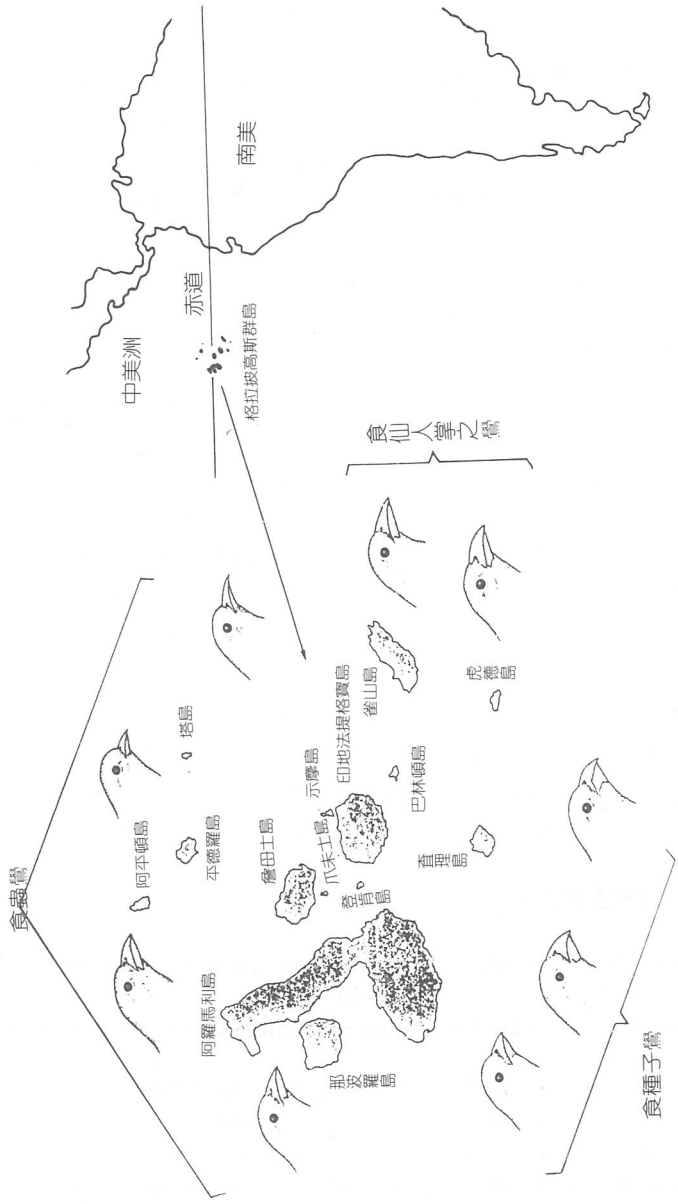 食蟲鶯
阿平頓島
塔島
本德羅島
阿羅馬利島
詹母士島
示摩島
爪夫士島
印地法提格寶島
雀山島
登肯島
巴林頓島
虎德島
那波羅島
查理島
食仙人掌之鶯
食種子鶯
中美洲
赤道
南美
格拉披高斯群島